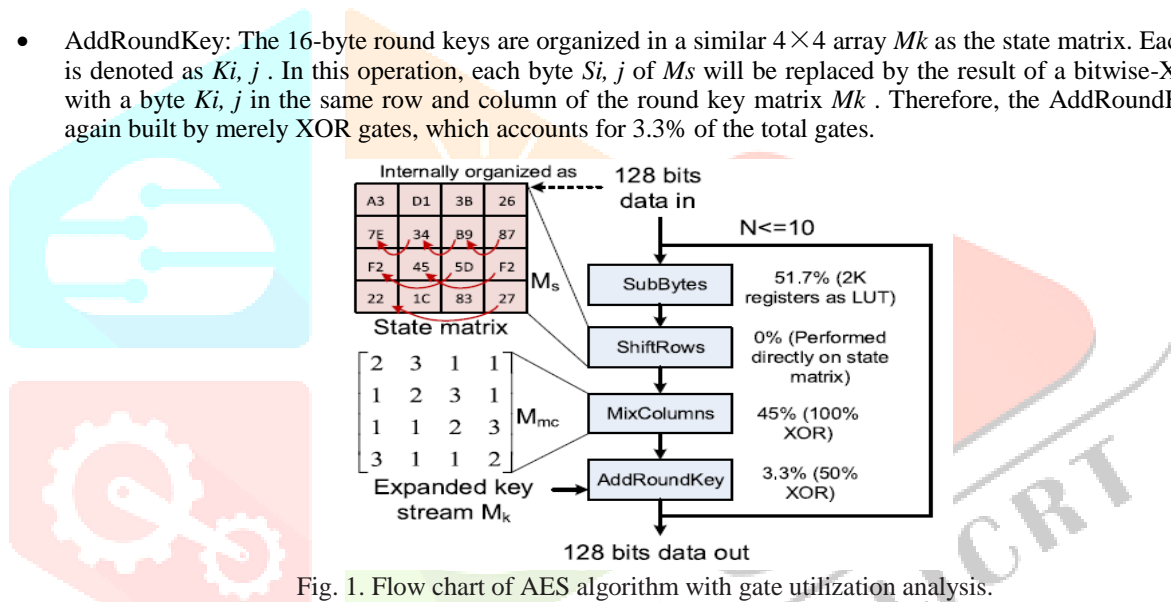 • AddRoundKey: The 16-byte round keys are organized in a similar 4×4 array Mk as the state matrix. Eac
is denoted as Ki, j . In this operation, each byte Si, j of Ms will be replaced by the result of a bitwise-X
with a byte Ki, j in the same row and column of the round key matrix Mk . Therefore, the AddRoundK
again built by merely XOR gates, which accounts for 3.3% of the total gates.
Internally organized as
128 bits
data in
A3 D1 3B 26
7E 34 B9 87
F2 45 5D F2
22 1C 83 27
Ms
State matrix
N<=10
SubBytes
51.7% (2K
registers as LUT)
ShiftRows
0% (Performed
directly on state
matrix)
2 3 1 1
1 2 3 1
1 1 2 3
3 1 1 2
Mmc
MixColumns
45% (100%
XOR)
Expanded key
stream Mk
AddRoundKey
3.3% (50%
XOR)
128 bits data out
Fig. 1. Flow chart of AES algorithm with gate utilization analysis.
CRT